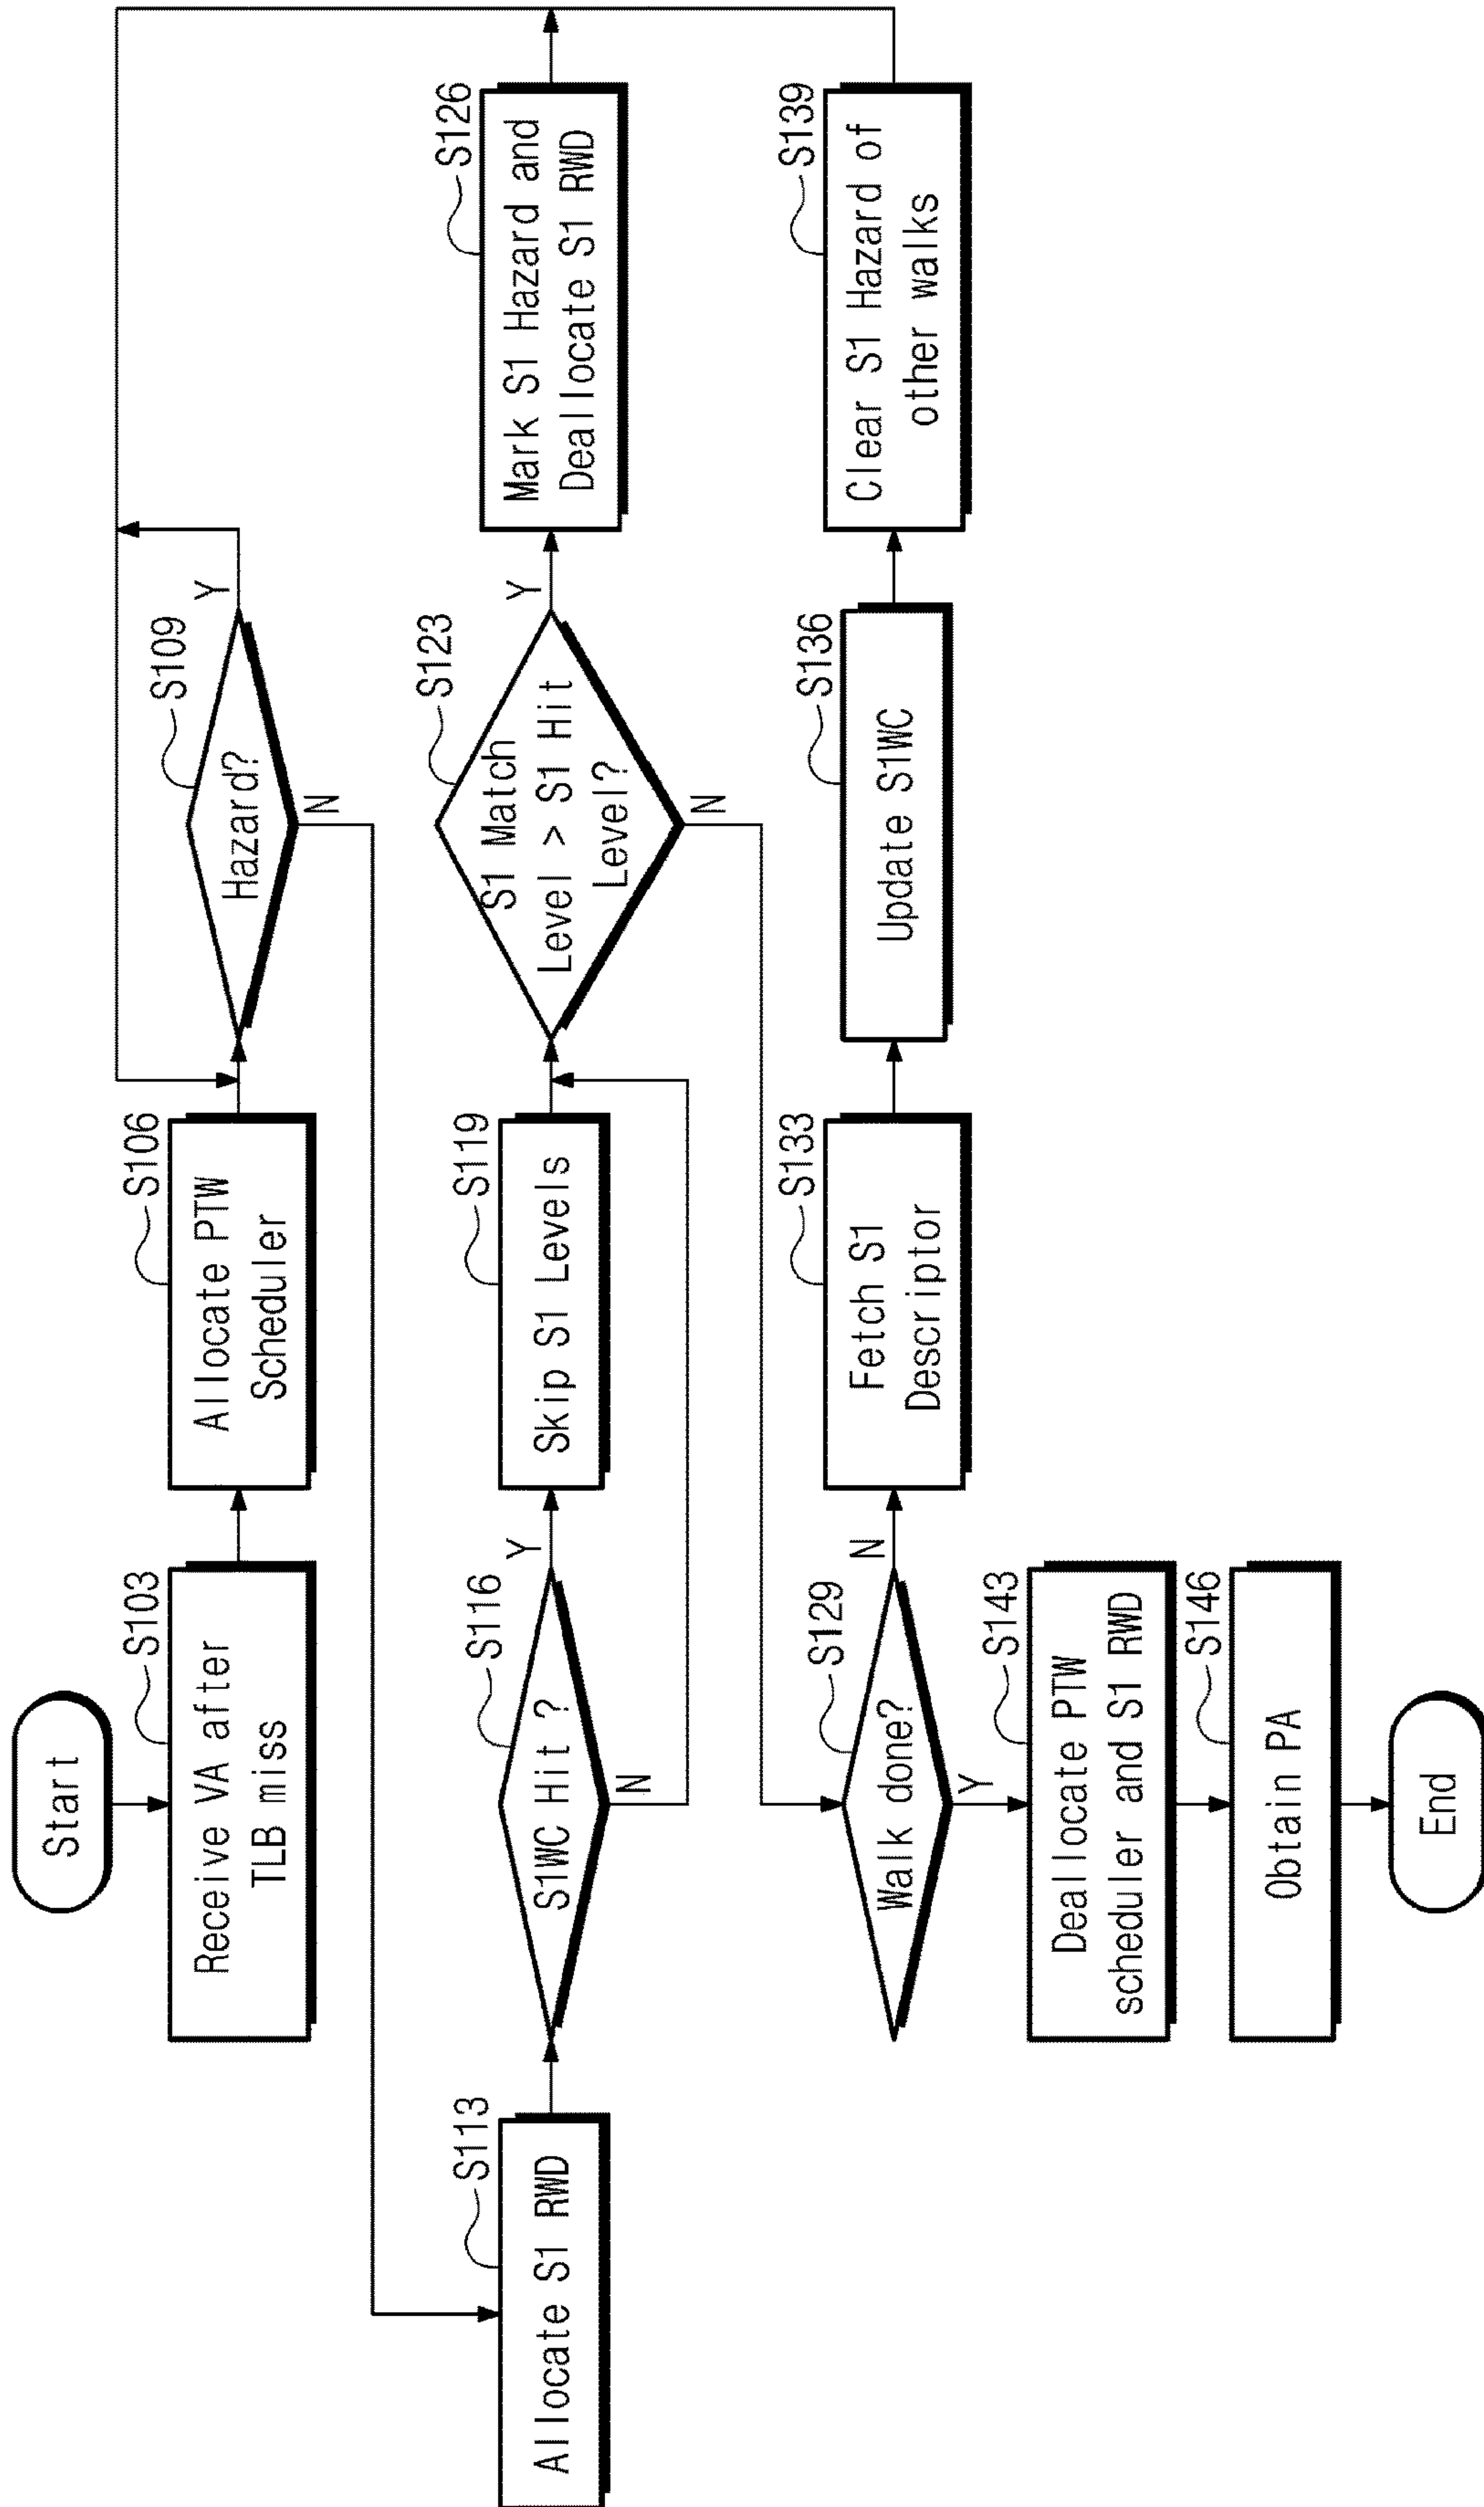 Start
S103
Receive VA after
TLB miss
S106
Allocate PTW
Scheduler
S109
Hazard?
Y
N
S113
Allocate S1 RWD
S116
S1WC Hit ?
Y
N
S119
Skip S1 Levels
S123
S1 Match
Level > S1 Hit
Level?
Y
N
S126
Mark S1 Hazard and
Deallocate S1 RWD
S129
Walk done?
N
Y
S133
Fetch S1
Descriptor
S136
Update S1WC
S139
Clear S1 Hazard of
other walks
S143
Deallocate PTW
scheduler and S1 RWD
S146
Obtain PA
End